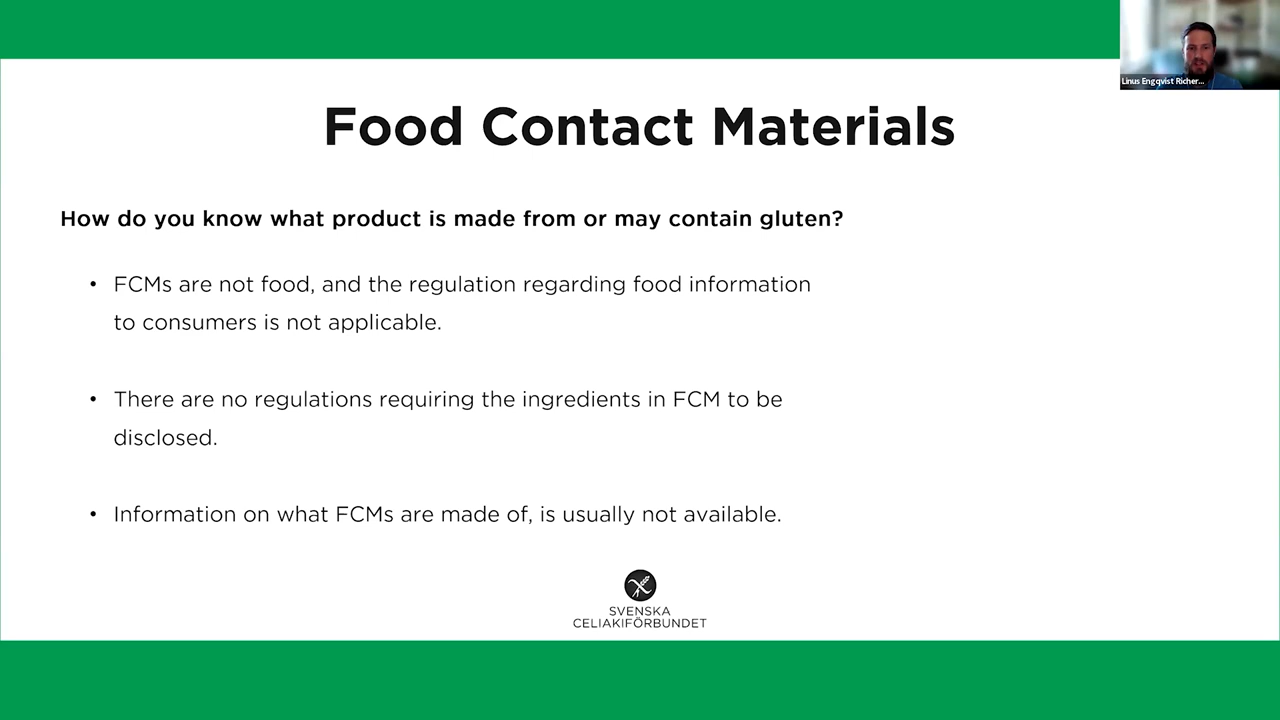 Linus Engqvist Richer...
Food Contact Materials
How do you know what product is made from or may contain gluten?
• FCMs are not food, and the regulation regarding food information
to consumers is not applicable.
• There are no regulations requiring the ingredients in FCM to be
disclosed.
• Information on what FCMs are made of, is usually not available.
SVENSKA
CELIAKIFÖRBUNDET